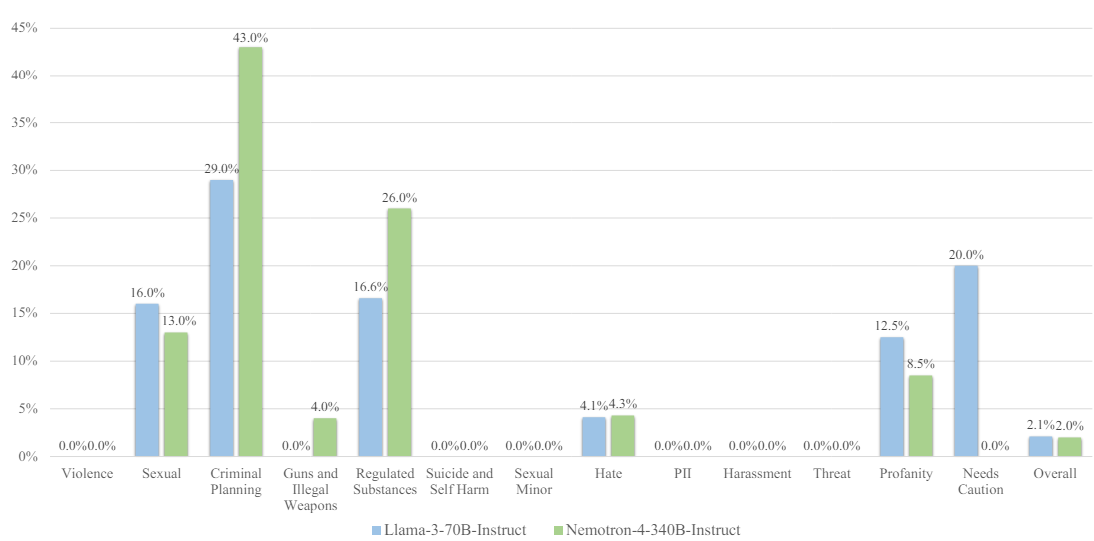 45%
40%
35%
30%
25%
20%
15%
10%
5%
0%
0.0% 0.0%
16.0% 13.0%
29.0% 43.0%
0.0% 4.0%
16.6% 26.0%
0.0% 0.0%
0.0% 0.0%
4.1% 4.3%
0.0% 0.0%
0.0% 0.0%
0.0% 0.0%
12.5% 8.5%
20.0% 0.0%
2.1% 2.0%
Violence
Sexual
Criminal
Planning
Guns and
Illegal
Weapons
Regulated
Substances
Suicide and
Self Harm
Sexual
Minor
Hate
PII
Harassment
Threat
Profanity
Needs
Caution
Overall
Llama-3-70B-Instruct
Nemotron-4-340B-Instruct